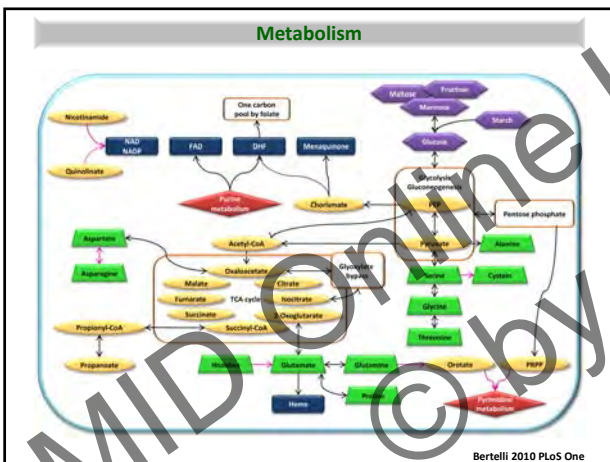 Metabolism
Maltose
Fructose
Mannose
Starch
Glucose
One carbon
pool by folate
Nicotinamide
NAD
NADP
FAD
DHF
Menaquinone
Quinolinate
Purine
metabolism
Chorismate
Glycolysis
Gluconeogenesis
PEP
Pentose phosphate
Aspartate
Acetyl-CoA
Pyruvate
Alanine
Asparagine
Oxaloacetate
Glyoxylate
bypass
Serine
Cystein
Malate
Citrate
Fumarate
TCA cycle
Isocitrate
Glycine
Succinate
2-Oxoglutarate
Propionyl-CoA
Succinyl-CoA
Threonine
Propanoate
Histidine
Glutamate
Glutamine
Orotate
PRPP
Heme
Proline
Pyrimidine
metabolism
Bertelli 2010 PLoS One
MID Online L
© by